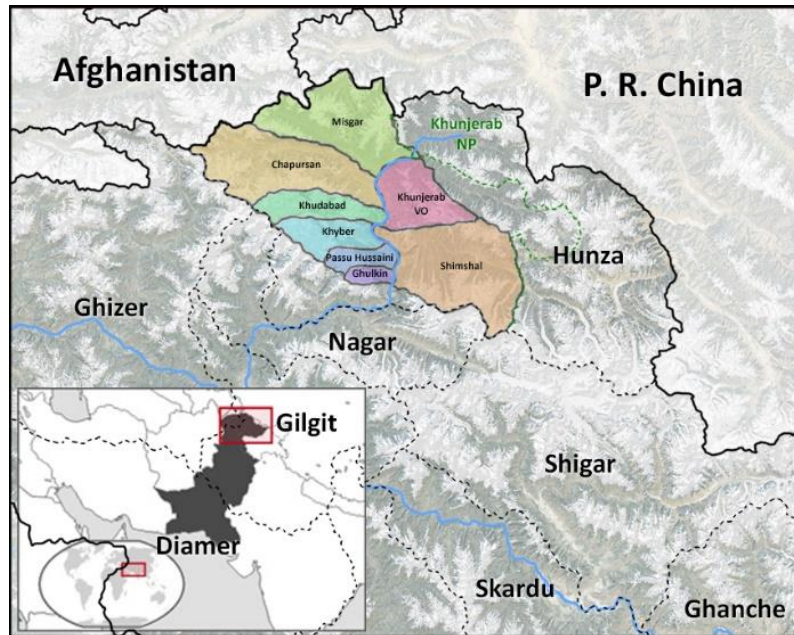 Afghanistan
P. R. China
Misgar
Khunjerab
NP
Chapursan
Khunjerab
VO
Khudabad
Khyber
Passu Hussaini
Ghulkin
Shimshal
Hunza
Ghizer
Nagar
Gilgit
Shigar
Diamer
Skardu
Ghanche